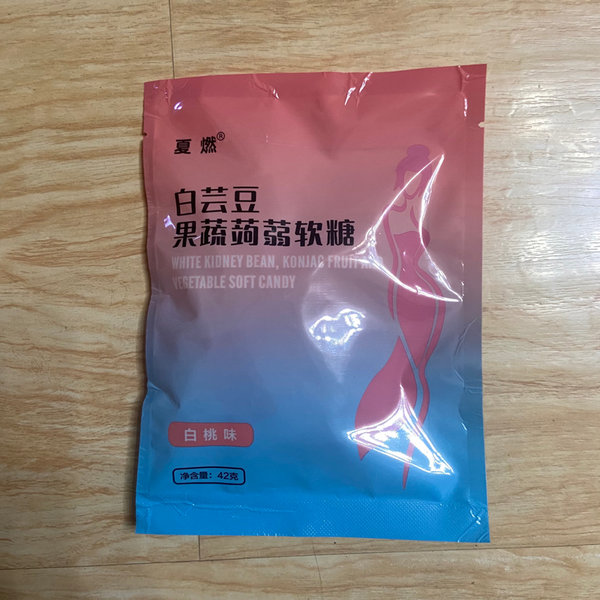 夏燃®
白芸豆
果蔬蒟蒻软糖
WHITE KIDNEY BEAN, KONJAC FRUIT
VEGETABLE SOFT CANDY
白桃味
净含量：42克